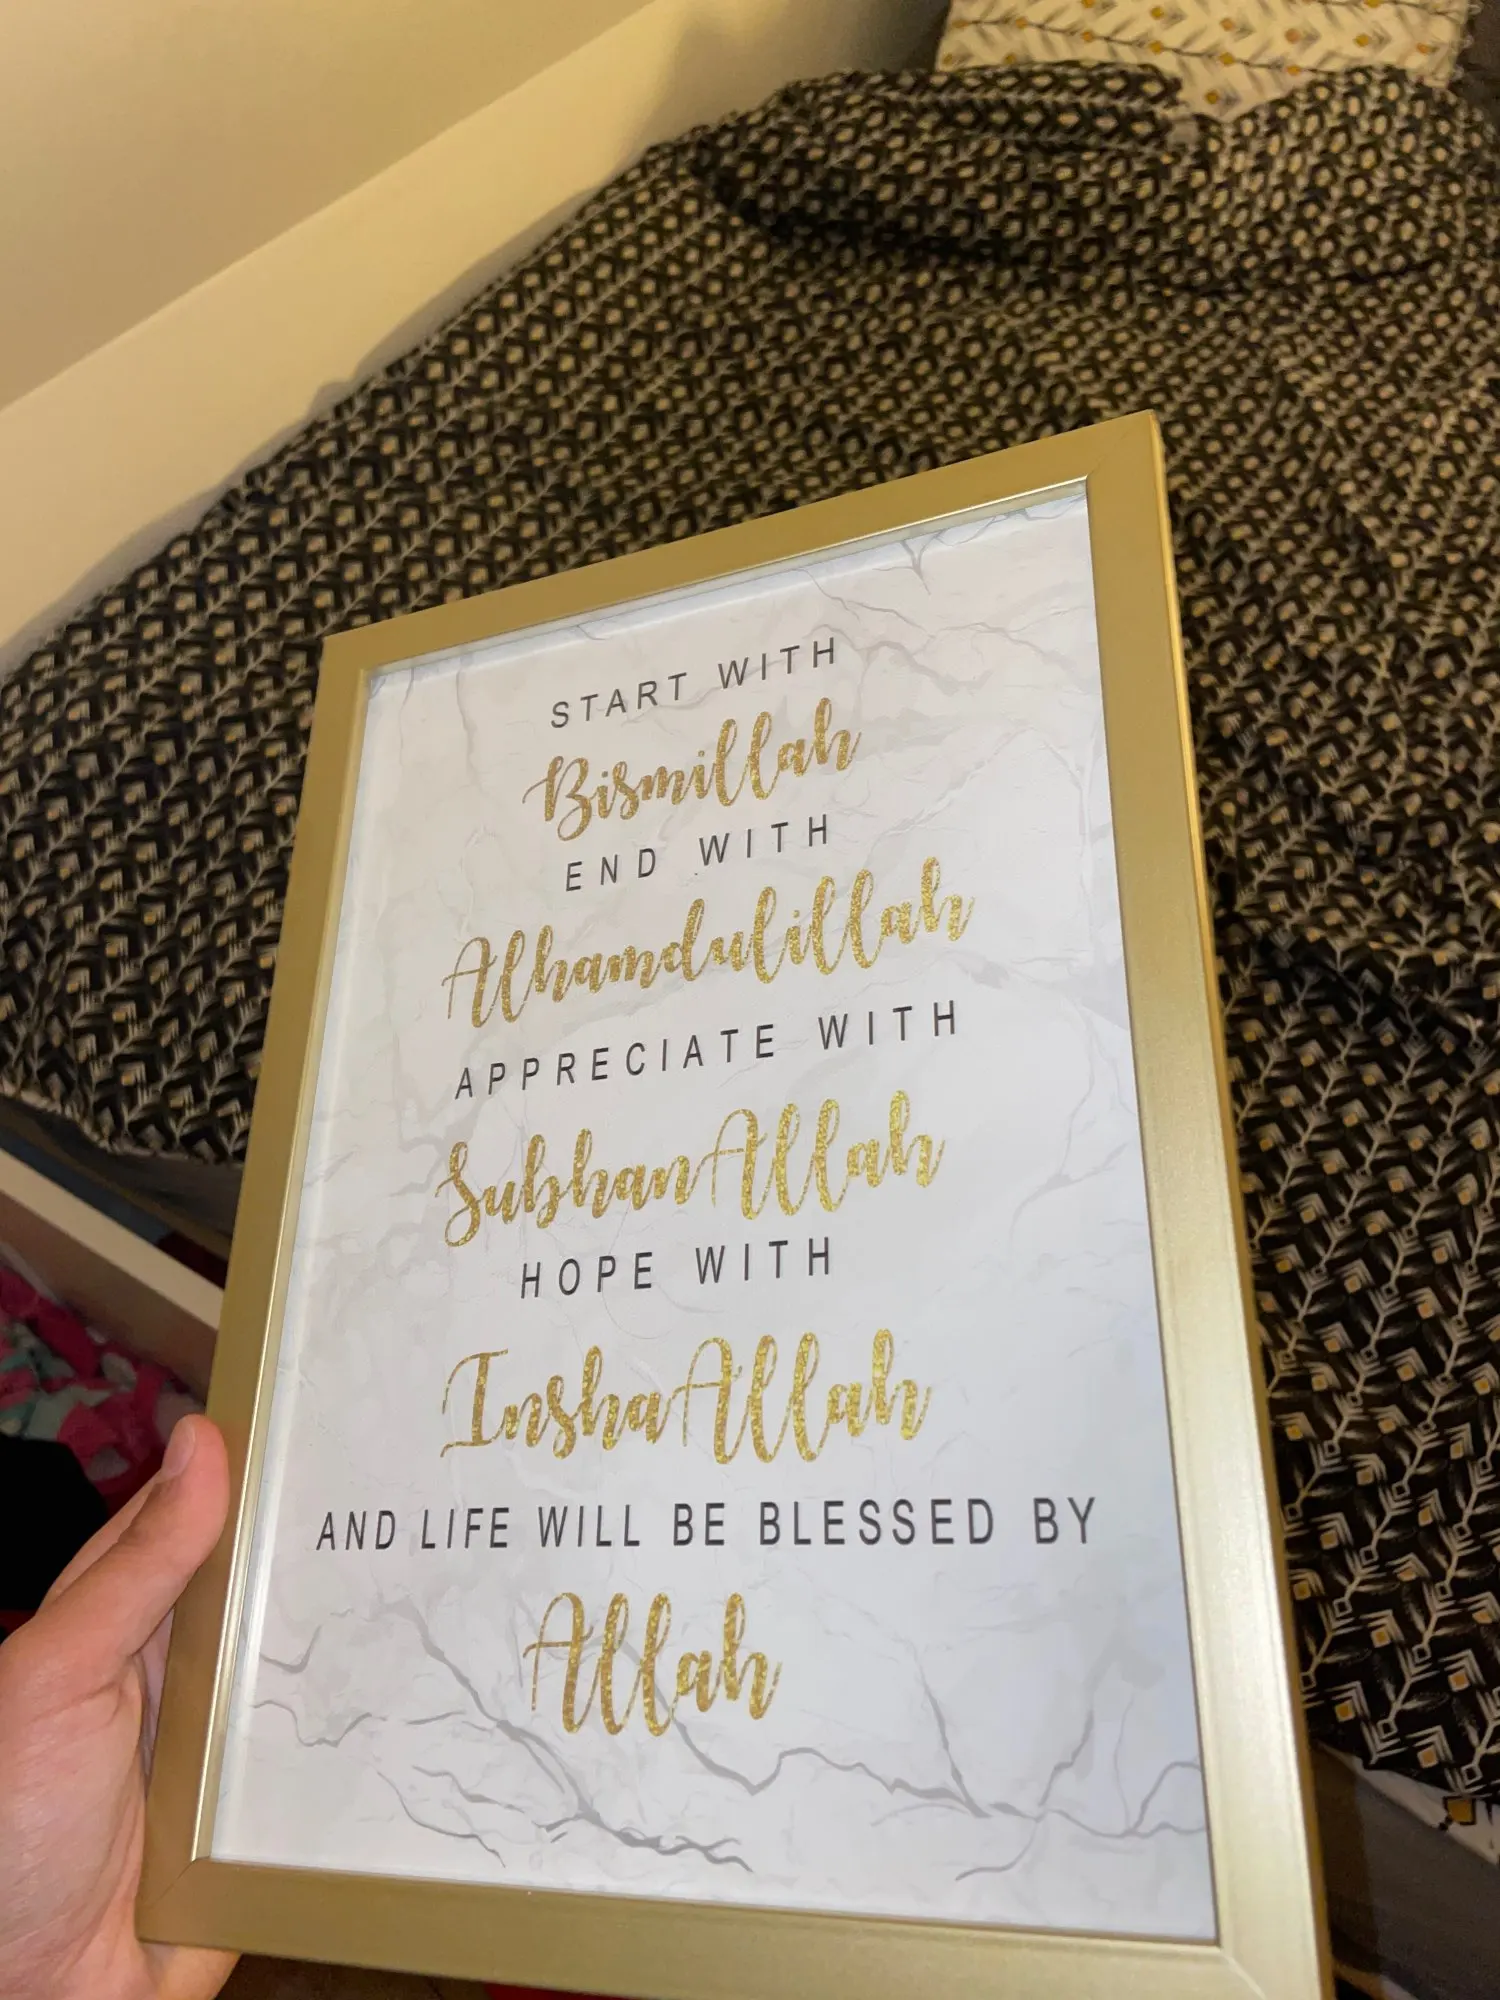 START WITH
Bismillah
END WITH
Alhamdulillah
APPRECIATE WITH
SubhanAllah
HOPE WITH
InshaAllah
AND LIFE WILL BE BLESSED BY
Allah